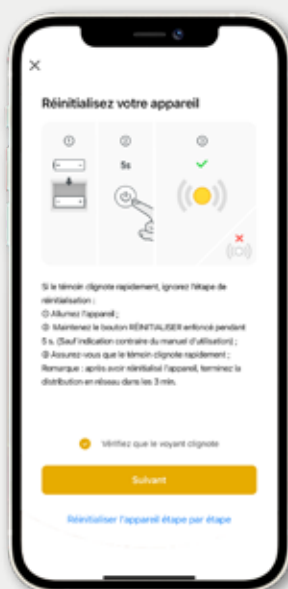 Réinitialisez votre appareil
① ② ③
5s
Si le témoin clignote rapidement, ignorez l'étape de
réinitialisation :
① Allumez l'appareil ;
② Maintenez le bouton RÉINITIALISER enfoncé pendant
5 s. (Sauf indication contraire du manuel d'utilisation) ;
③ Assurez-vous que le témoin clignote rapidement ;
Remarque : après avoir réinitialisé l'appareil, terminez la
distribution en réseau dans les 3 min.
Vérifiez que le voyant clignote
Suivant
Réinitialiser l'appareil étape par étape